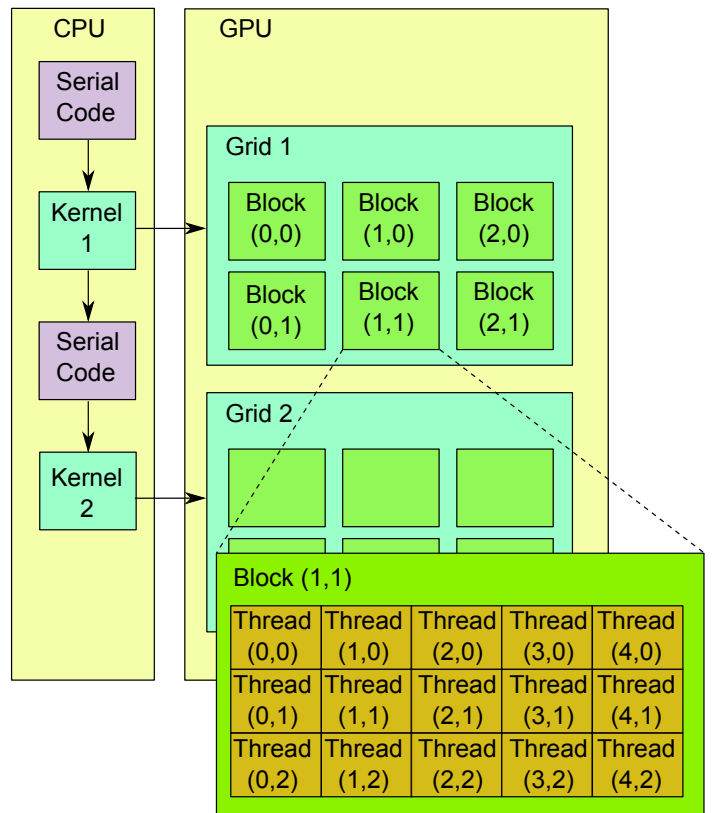 CPU
GPU
Serial
Code
Kernel
1
Serial
Code
Kernel
2
Grid 1
Block
(0,0)
Block
(1,0)
Block
(2,0)
Block
(0,1)
Block
(1,1)
Block
(2,1)
Grid 2
Block (1,1)
Thread
(0,0)
Thread
(1,0)
Thread
(2,0)
Thread
(3,0)
Thread
(4,0)
Thread
(0,1)
Thread
(1,1)
Thread
(2,1)
Thread
(3,1)
Thread
(4,1)
Thread
(0,2)
Thread
(1,2)
Thread
(2,2)
Thread
(3,2)
Thread
(4,2)